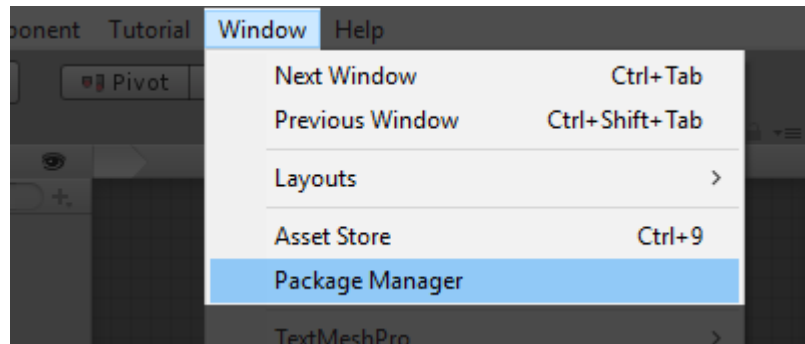 ponent Tutorial Window Help
Pivot
Next Window Ctrl+Tab
Previous Window Ctrl+Shift+Tab
Layouts
Asset Store Ctrl+9
Package Manager
TextMeshPro